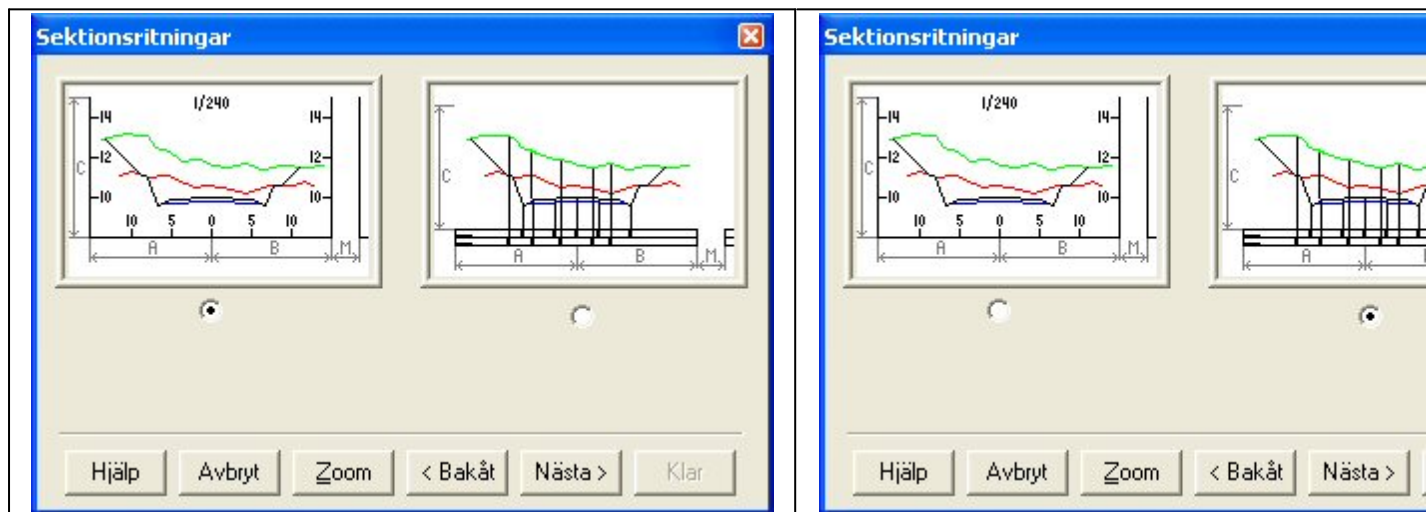 Sektionsritningar
1/240
14 14
C 12 12
10 10
10 5 0 5 10
A B M
C
A B M
Hjälp Avbryt Zoom < Bakåt Nästa > Klar
Sektionsritningar
1/240
14 14
C 12 12
10 10
10 5 0 5 10
A B M
C
A
Hjälp Avbryt Zoom < Bakåt Nästa >